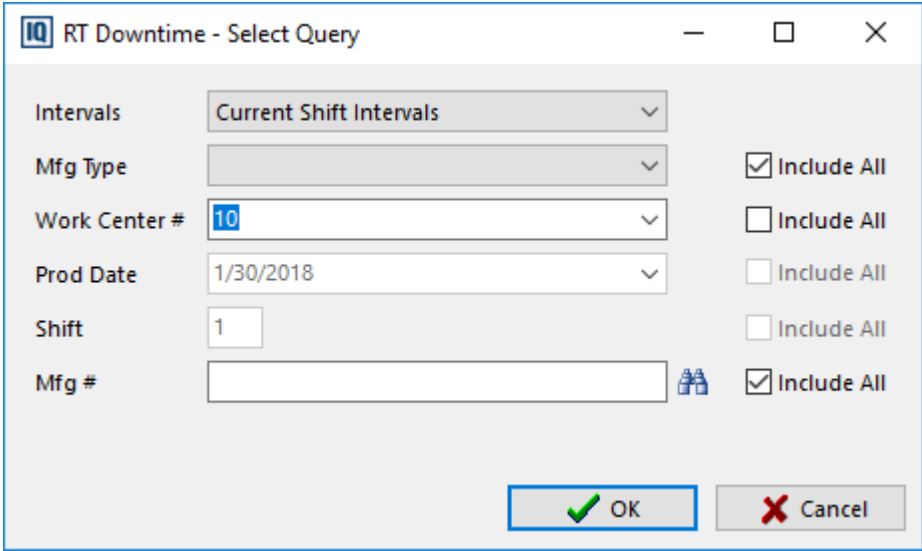 IQ RT Downtime - Select Query
Intervals Current Shift Intervals
Mfg Type Include All
Work Center # 10 Include All
Prod Date 1/30/2018 Include All
Shift 1 Include All
Mfg # Include All
OK Cancel